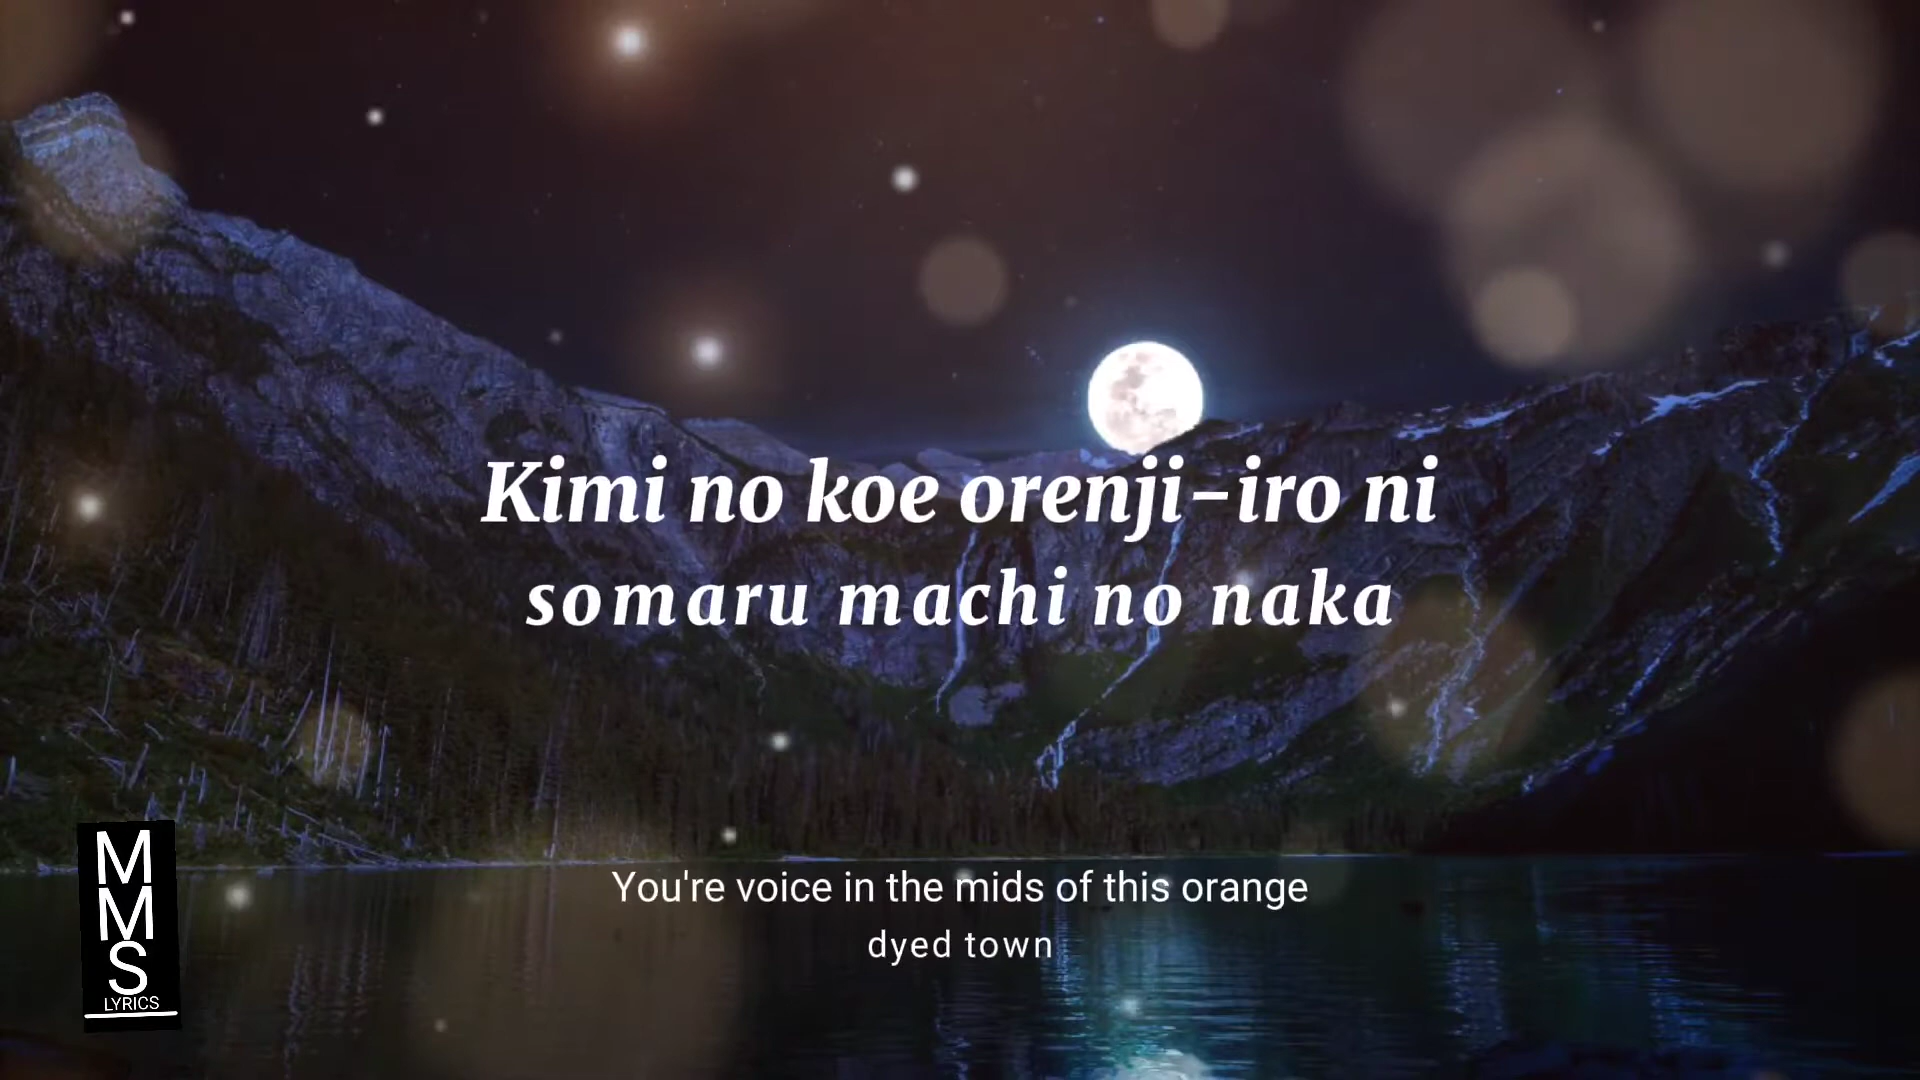 Kimi no koe orenji-iro ni
somaru machi no naka
You're voice in the mids of this orange
dyed town
M
M
S
LYRICS